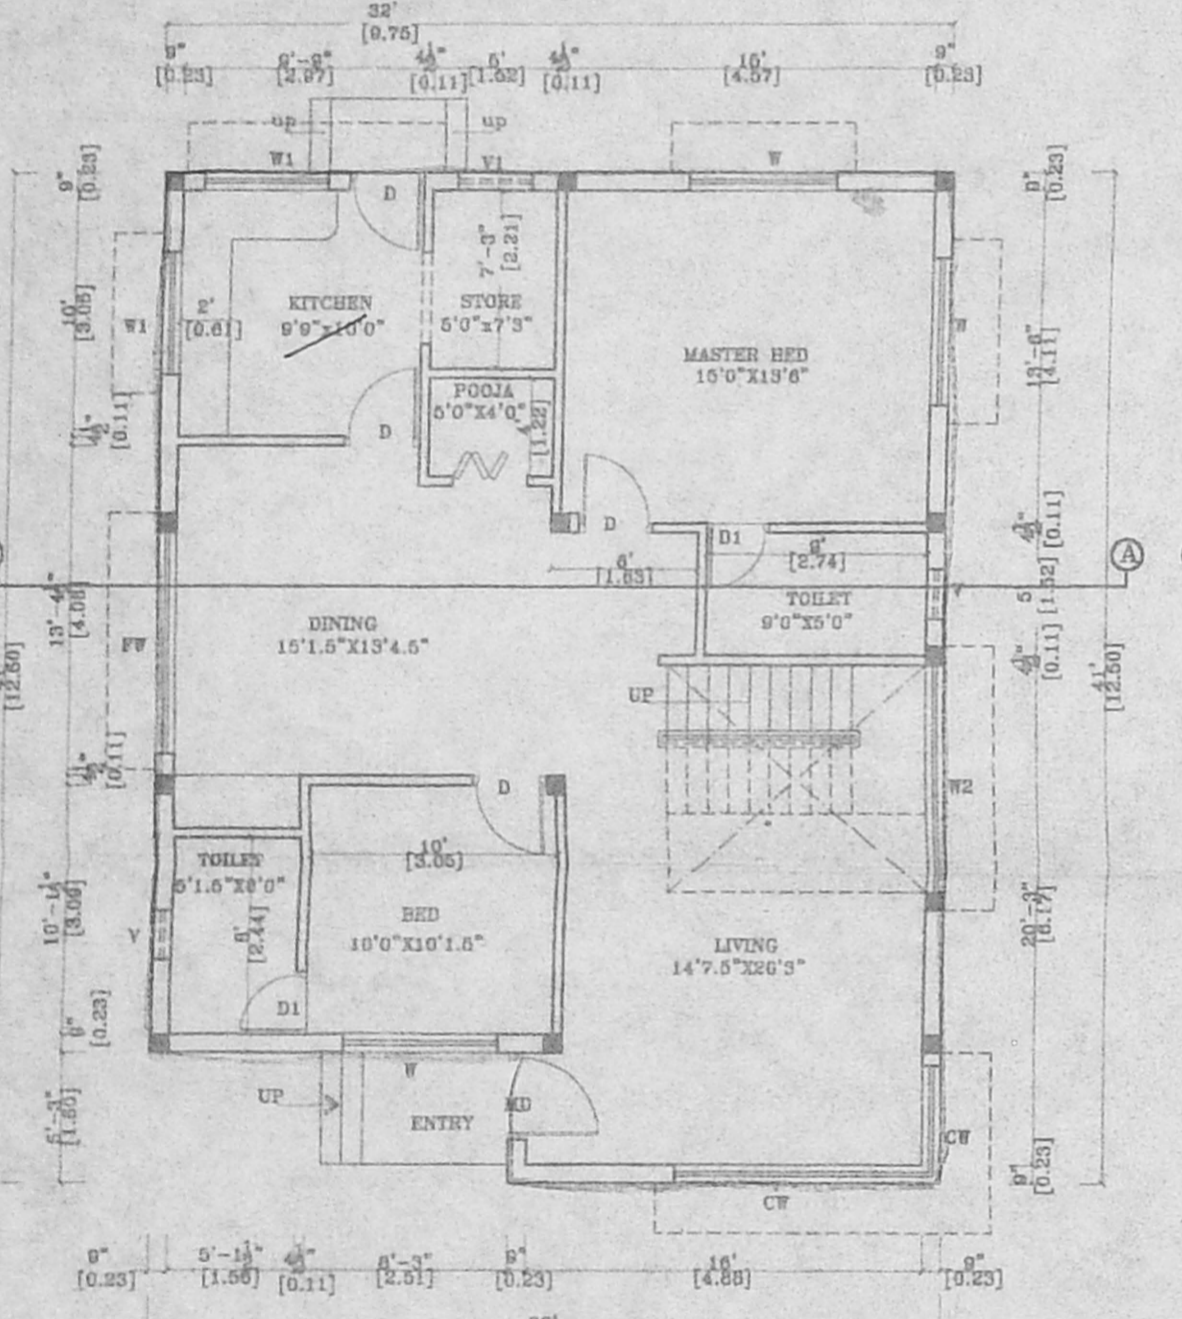 32'
[9.75]
9"
[0.23]
9'-9"
[2.97]
4½"
[0.11]
5'
[1.52]
4½"
[0.11]
15'
[4.57]
9"
[0.23]
up
up
W1
V1
W
9"
[0.23]
9"
[0.23]
D
7'-3"
[2.21]
10'
[3.05]
W1
2'
[0.61]
KITCHEN
9'9"x10'0"
STORE
5'0"x7'3"
MASTER BED
15'0"X13'6"
W
13'-6"
[4.11]
4½"
[0.11]
D
POOJA
5'0"X4'0"
4'
[1.22]
D
D1
9'
[2.74]
4½"
[0.11]
A
6'
[1.83]
TOILET
9'0"X5'0"
V
5'
[1.52]
13'-4½"
[4.08]
FW
DINING
15'1.5"X13'4.5"
4½"
[0.11]
41'
[12.50]
[12.50]
UP
4½"
[0.11]
D
W2
10'
[3.05]
TOILET
5'1.5"X8'0"
8'
[2.44]
BED
10'0"X10'1.5"
10'-1½"
[3.09]
V
LIVING
14'7.5"X20'3"
20'-3"
[6.17]
D1
9"
[0.23]
W
UP
ENTRY
MD
5'-3"
[1.60]
CW
9"
[0.23]
CW
9"
[0.23]
5'-1½"
[1.56]
4½"
[0.11]
8'-3"
[2.51]
9"
[0.23]
16'
[4.88]
9"
[0.23]